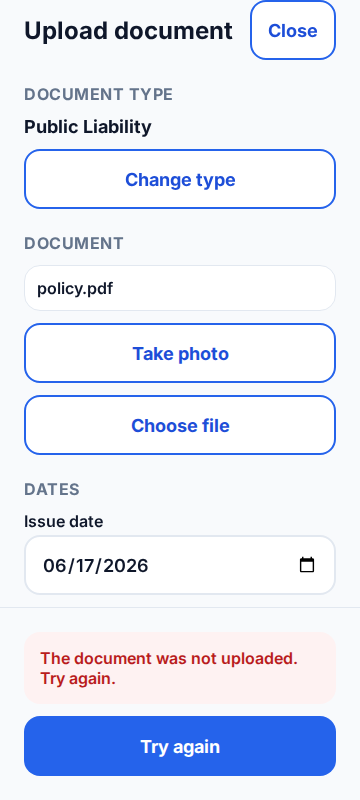 Upload document
Close
DOCUMENT TYPE
Public Liability
Change type
DOCUMENT
policy.pdf
Take photo
Choose file
DATES
Issue date
06/17/2026
The document was not uploaded.
Try again.
Try again